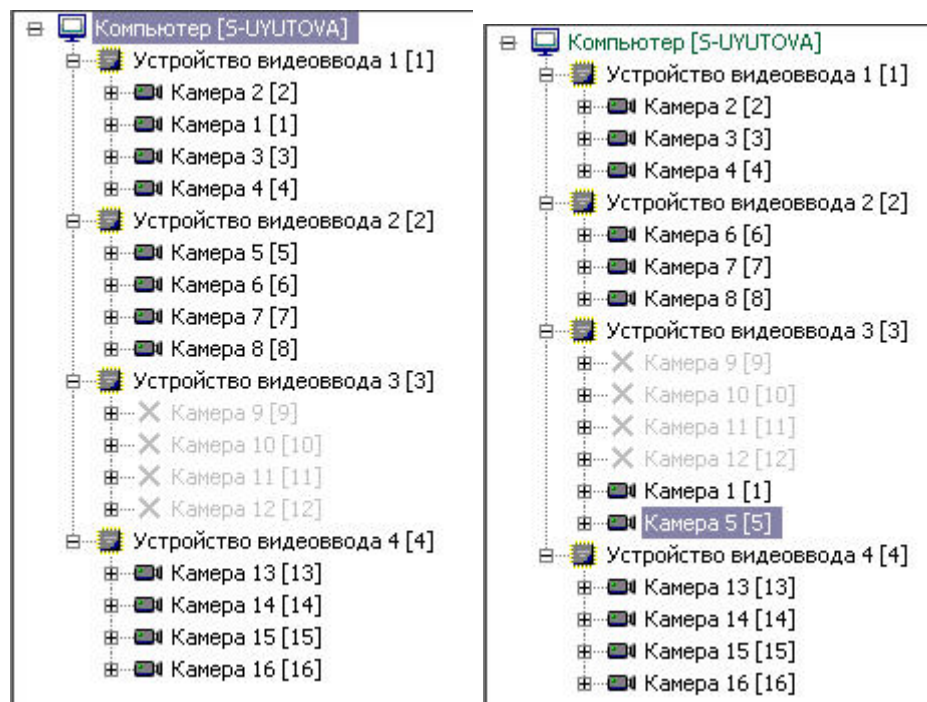 Компьютер [S-UYUTOVA]
Устройство видеоввода 1 [1]
Камера 2 [2]
Камера 1 [1]
Камера 3 [3]
Камера 4 [4]
Устройство видеоввода 2 [2]
Камера 5 [5]
Камера 6 [6]
Камера 7 [7]
Камера 8 [8]
Устройство видеоввода 3 [3]
Камера 9 [9]
Камера 10 [10]
Камера 11 [11]
Камера 12 [12]
Устройство видеоввода 4 [4]
Камера 13 [13]
Камера 14 [14]
Камера 15 [15]
Камера 16 [16]
Компьютер [S-UYUTOVA]
Устройство видеоввода 1 [1]
Камера 2 [2]
Камера 3 [3]
Камера 4 [4]
Устройство видеоввода 2 [2]
Камера 6 [6]
Камера 7 [7]
Камера 8 [8]
Устройство видеоввода 3 [3]
Камера 9 [9]
Камера 10 [10]
Камера 11 [11]
Камера 12 [12]
Камера 1 [1]
Камера 5 [5]
Устройство видеоввода 4 [4]
Камера 13 [13]
Камера 14 [14]
Камера 15 [15]
Камера 16 [16]